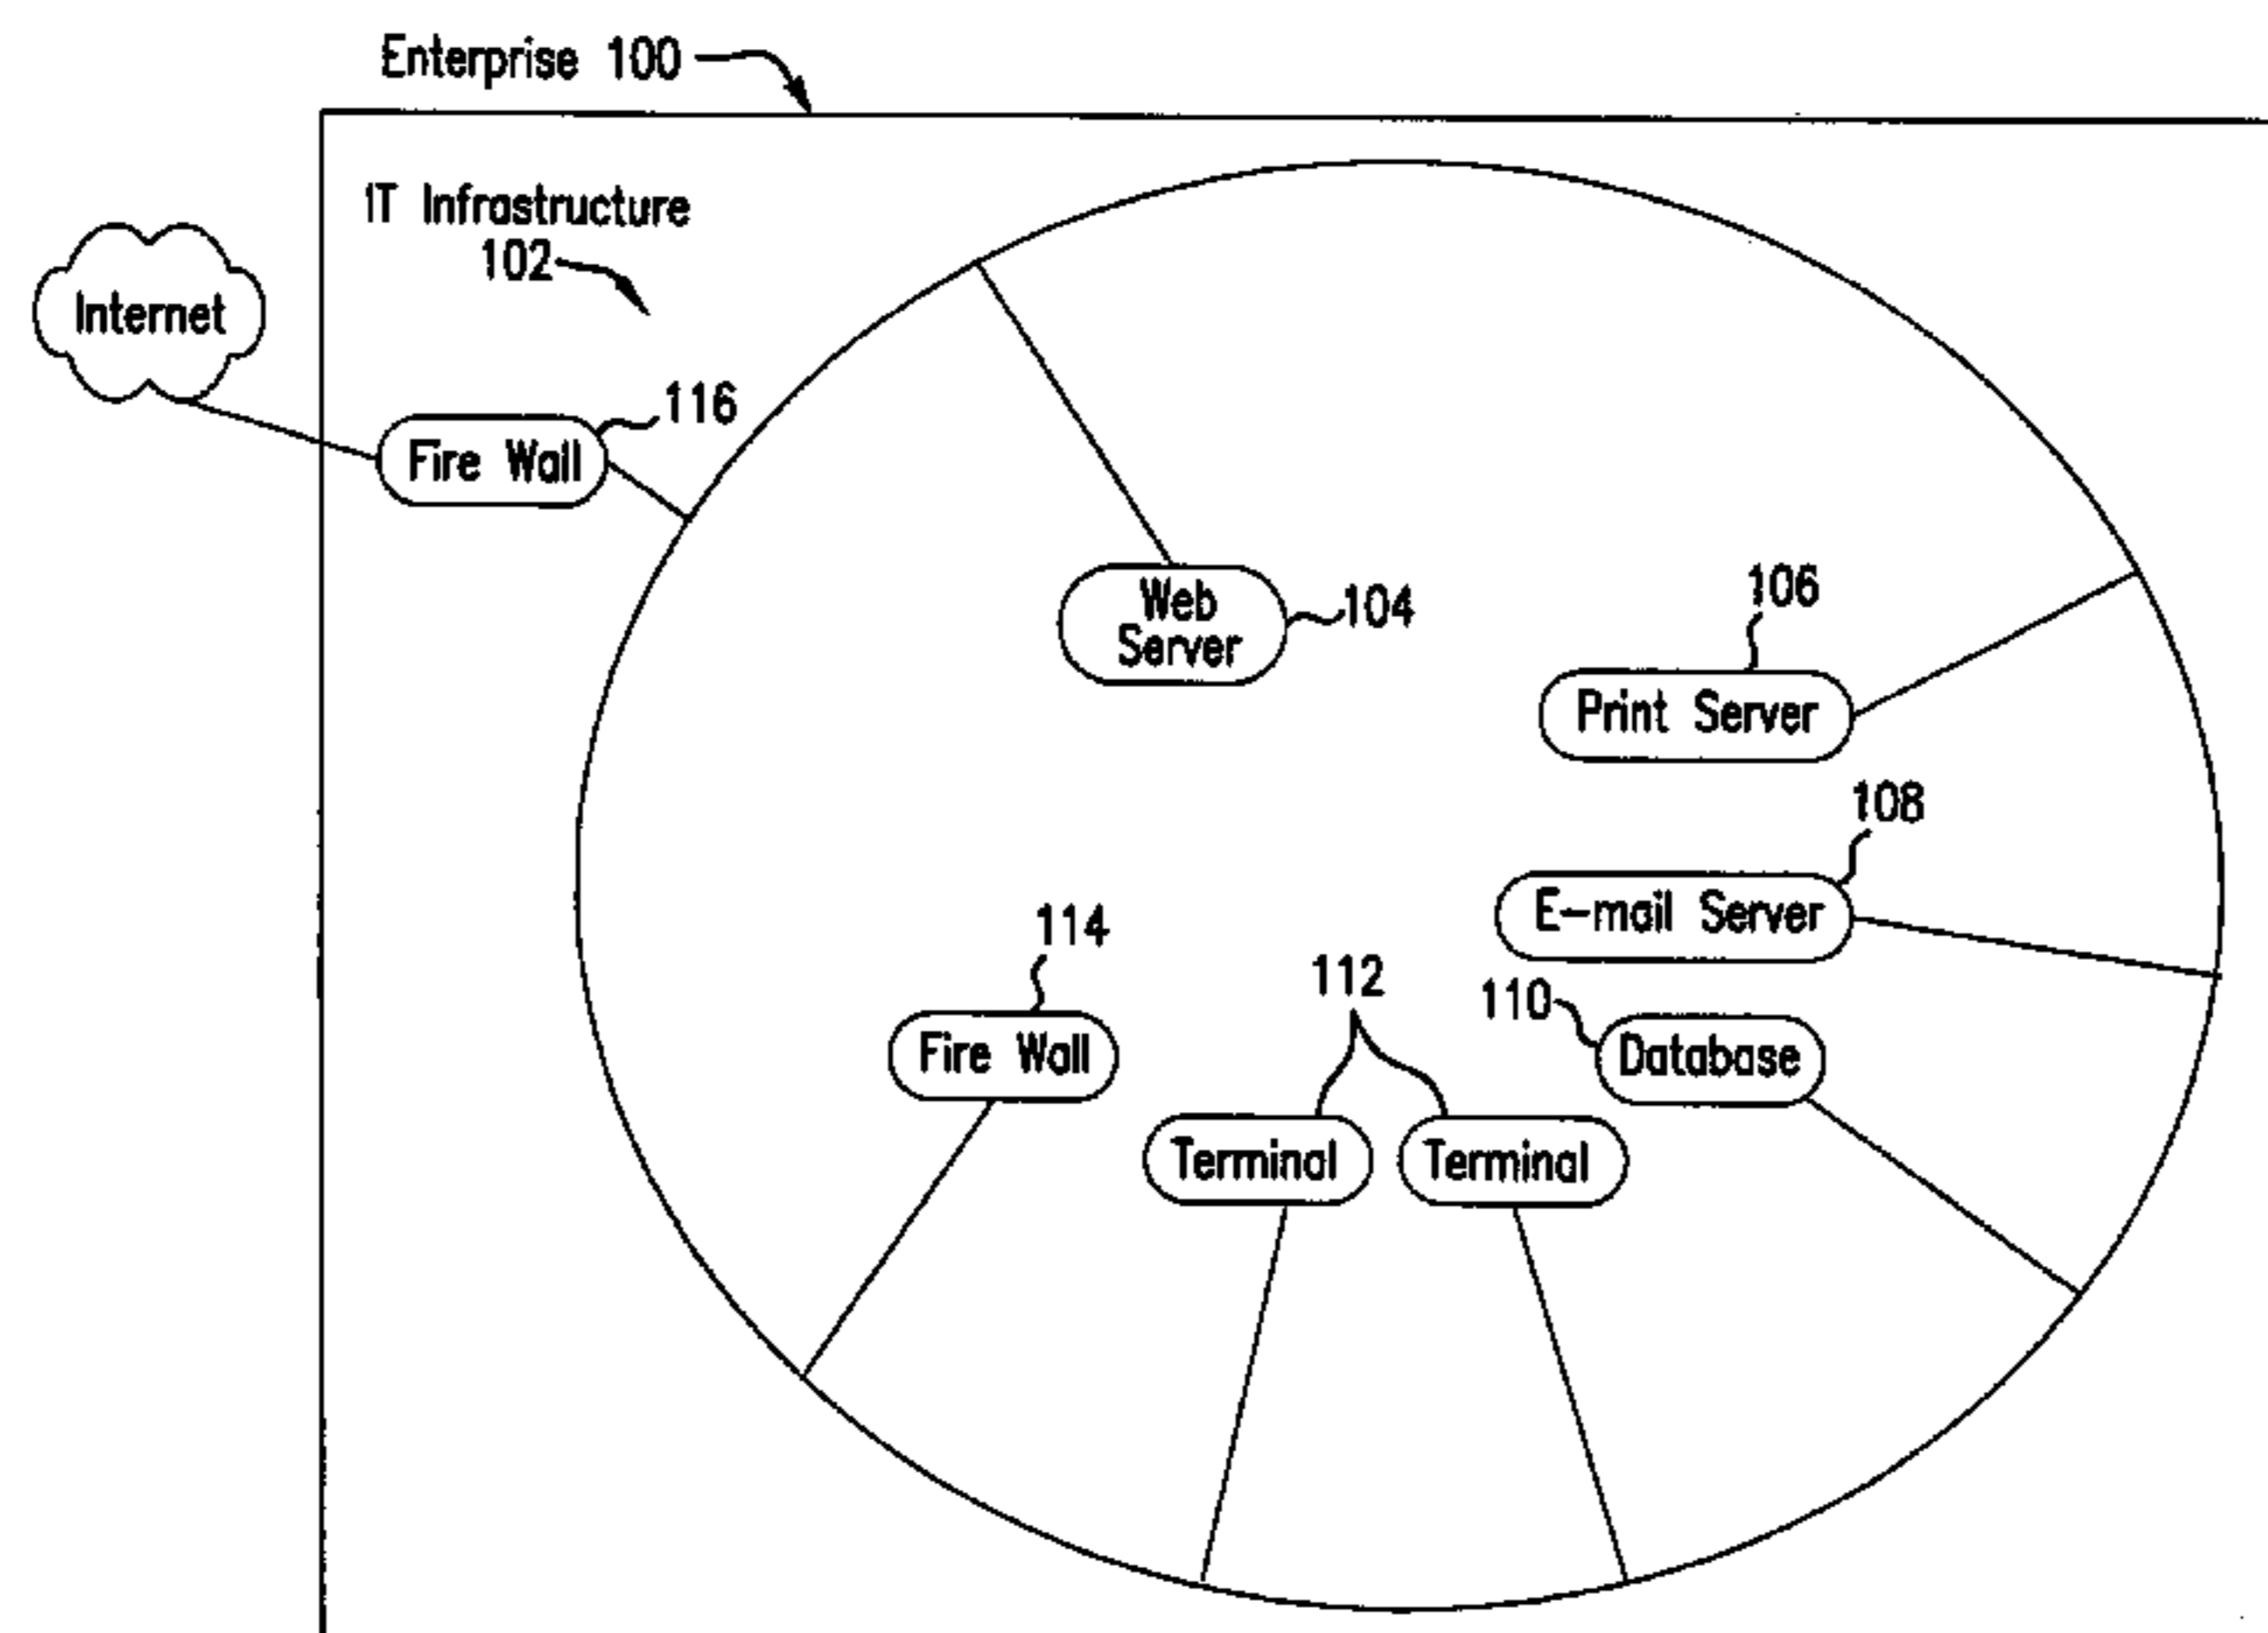 Enterprise 100
IT Infrastructure
102
Internet
116
Fire Wall
Web
Server
104
106
Print Server
108
E-mail Server
114
112
110
Fire Wall
Database
Terminal
Terminal